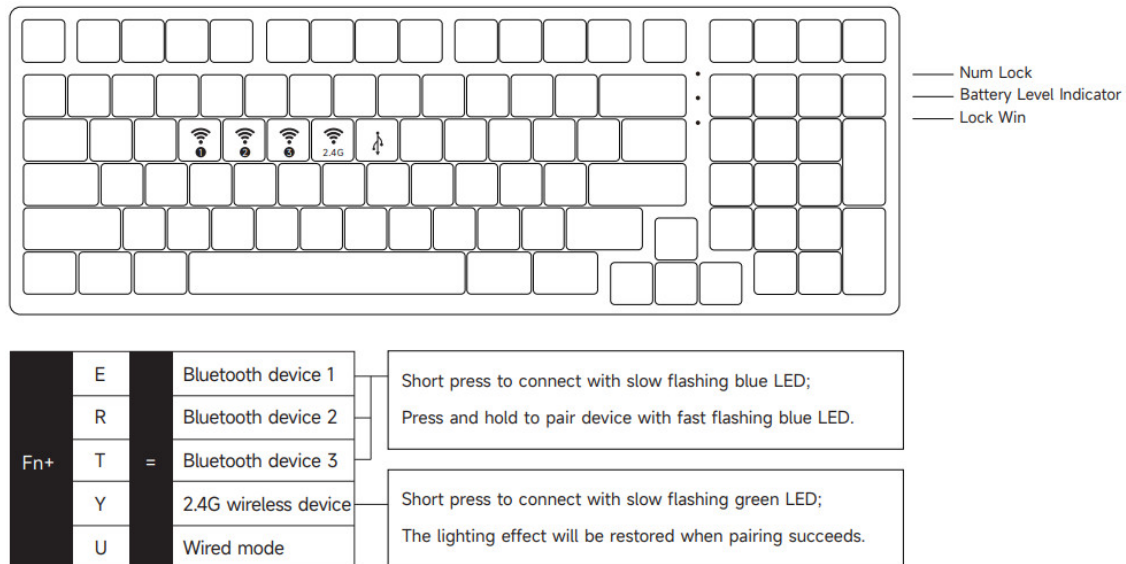 Num Lock
Battery Level Indicator
Lock Win
1
2
3
2.4G
Fn+
E
R
T
Y
U
=
Bluetooth device 1
Bluetooth device 2
Bluetooth device 3
2.4G wireless device
Wired mode
Short press to connect with slow flashing blue LED;
Press and hold to pair device with fast flashing blue LED.
Short press to connect with slow flashing green LED;
The lighting effect will be restored when pairing succeeds.